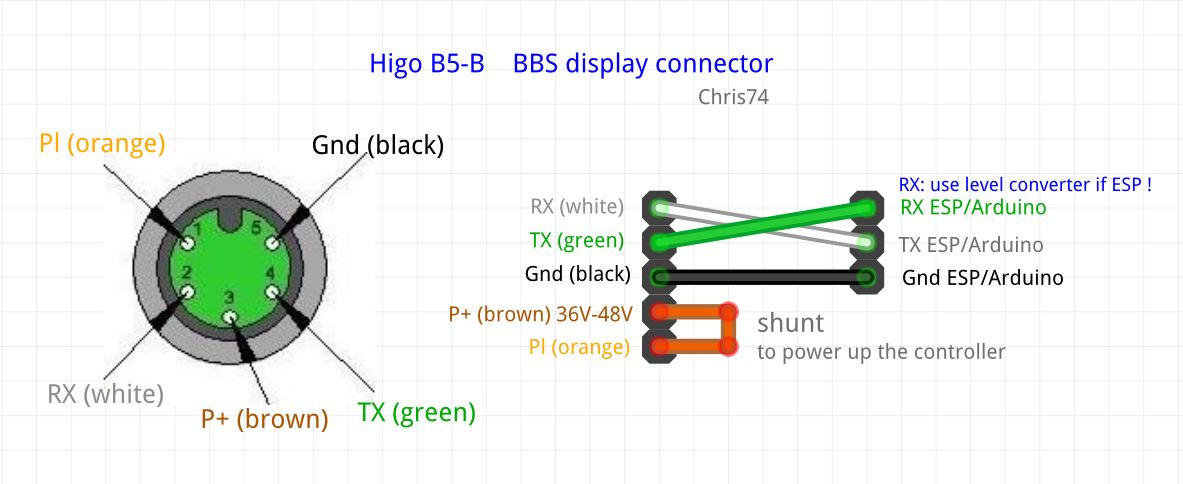 Higo B5-B    BBS display connector
Chris74
Pl (orange)
Gnd (black)
1
5
2
4
3
RX (white)
P+ (brown)
TX (green)
RX (white)
TX (green)
Gnd (black)
P+ (brown) 36V-48V
Pl (orange)
RX: use level converter if ESP !
RX ESP/Arduino
TX ESP/Arduino
Gnd ESP/Arduino
shunt
to power up the controller